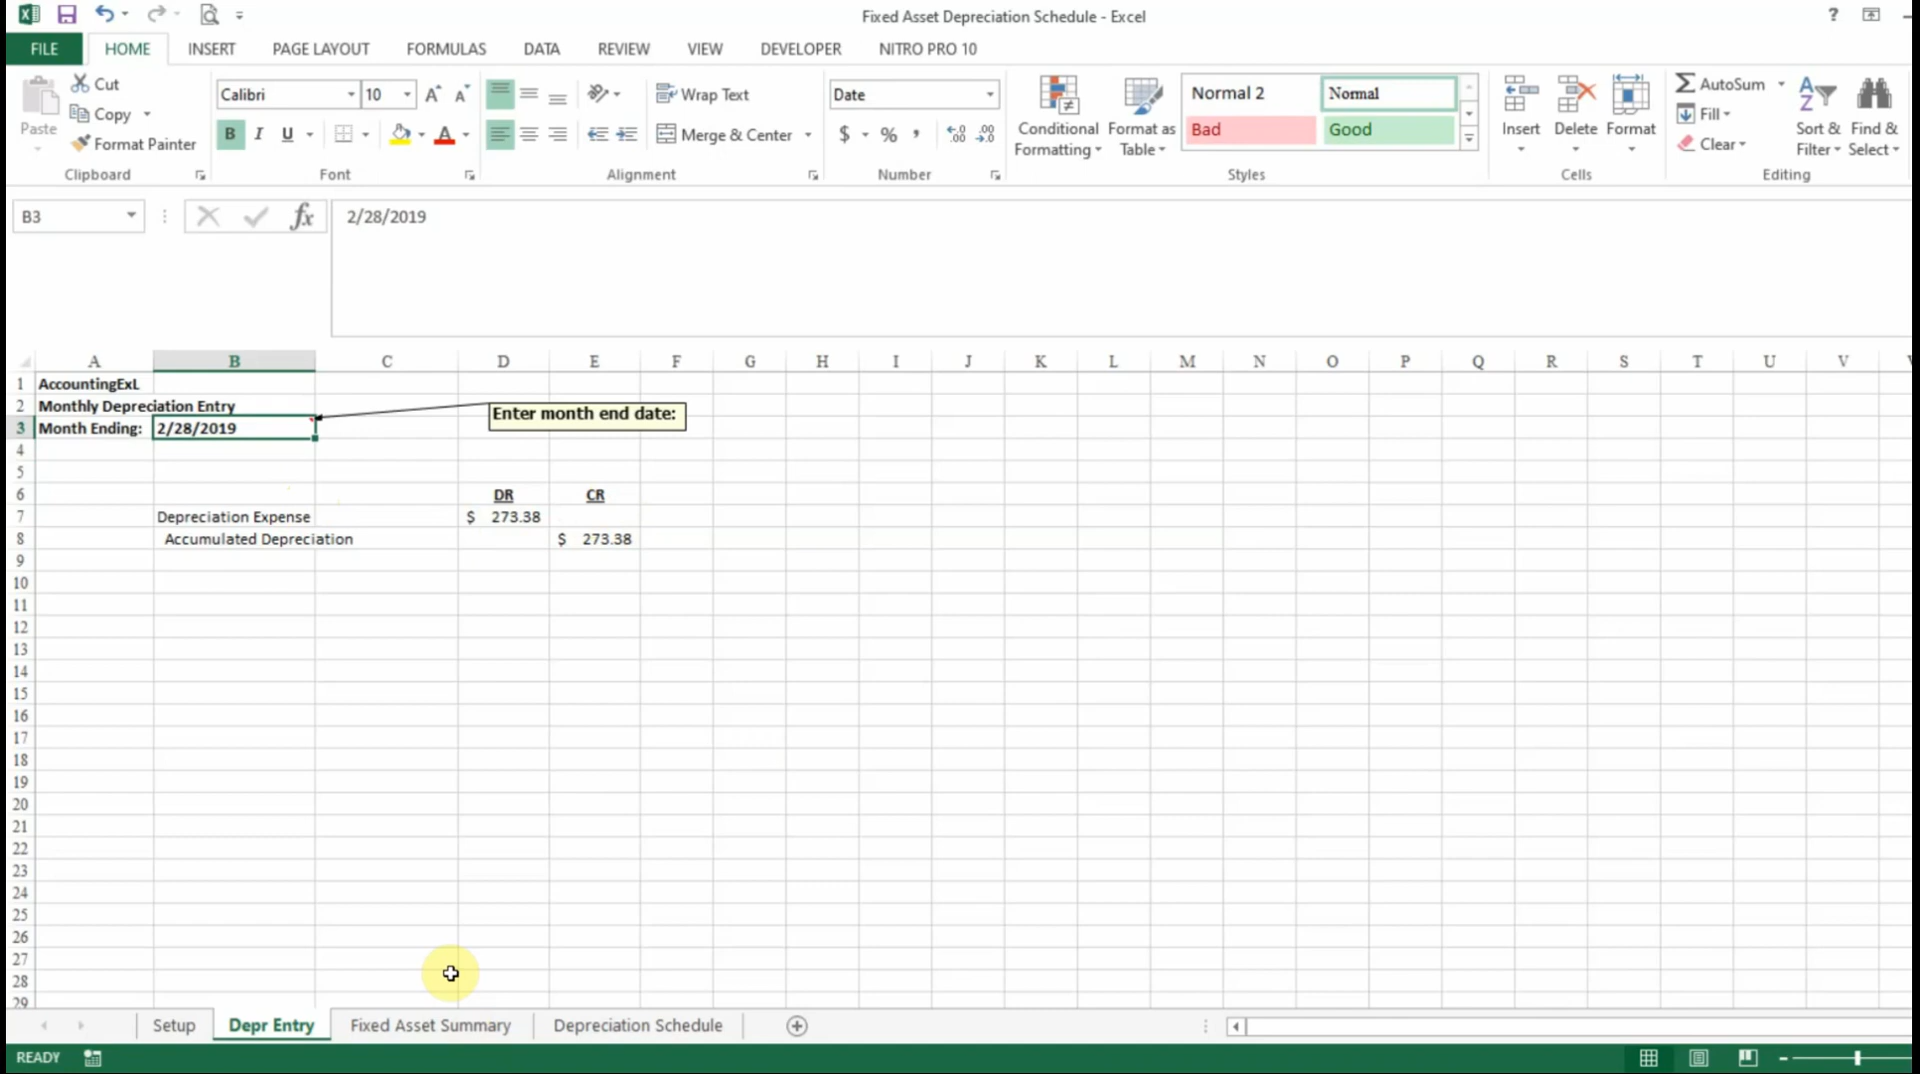 Fixed Asset Depreciation Schedule - Excel
?
FILE HOME INSERT PAGE LAYOUT FORMULAS DATA REVIEW VIEW DEVELOPER NITRO PRO 10
Paste
Cut
Copy
Format Painter
Clipboard
Calibri 10
B I U
A
Font
Wrap Text
Merge & Center
Alignment
Date
$ % , .0 .00
Number
Conditional Formatting
Format as Table
Normal 2 Normal
Bad Good
Styles
Insert Delete Format
Cells
AutoSum
Fill
Clear
Sort & Filter
Find & Select
Editing
B3 fx 2/28/2019
A B C D E F G H I J K L M N O P Q R S T U V
1 AccountingExL
2 Monthly Depreciation Entry
3 Month Ending: 2/28/2019
Enter month end date:
4
5
6 DR CR
7 Depreciation Expense $ 273.38
8 Accumulated Depreciation $ 273.38
9
10
11
12
13
14
15
16
17
18
19
20
21
22
23
24
25
26
27
28
29
Setup Depr Entry Fixed Asset Summary Depreciation Schedule
READY